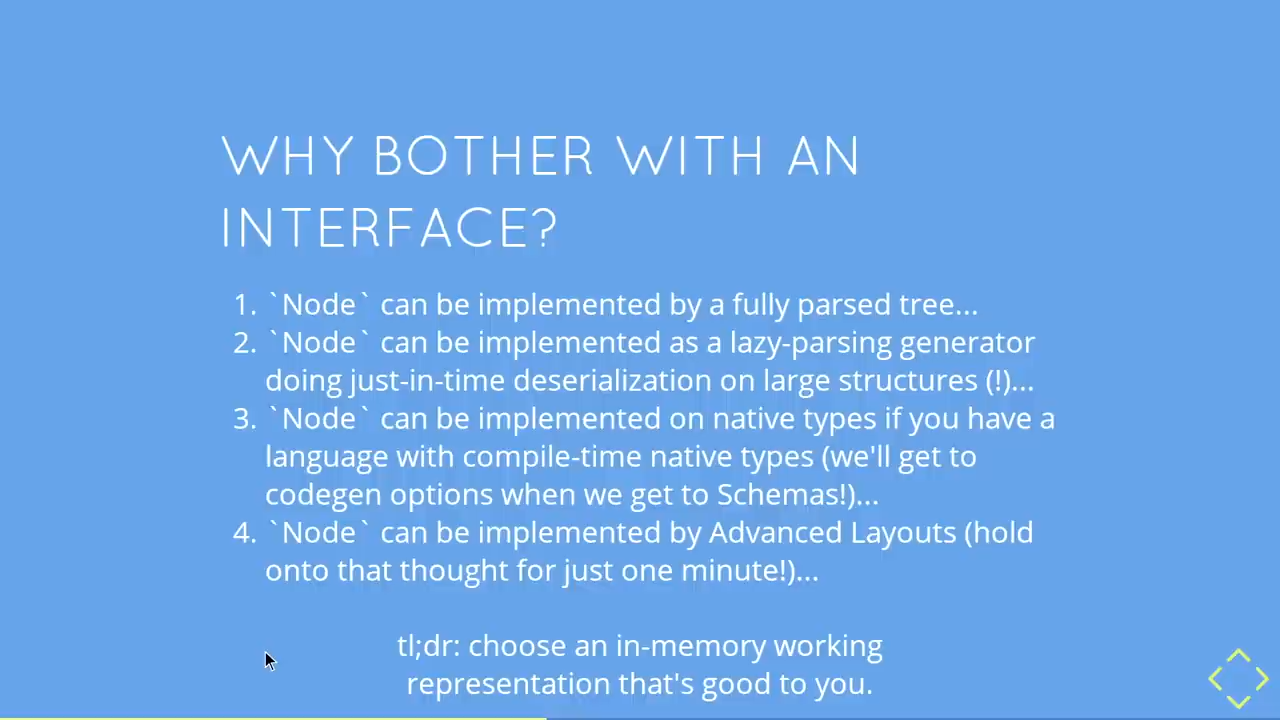 WHY BOTHER WITH AN
INTERFACE?
1. `Node` can be implemented by a fully parsed tree...
2. `Node` can be implemented as a lazy-parsing generator
doing just-in-time deserialization on large structures (!)...
3. `Node` can be implemented on native types if you have a
language with compile-time native types (we'll get to
codegen options when we get to Schemas!)...
4. `Node` can be implemented by Advanced Layouts (hold
onto that thought for just one minute!)...
tl;dr: choose an in-memory working
representation that's good to you.